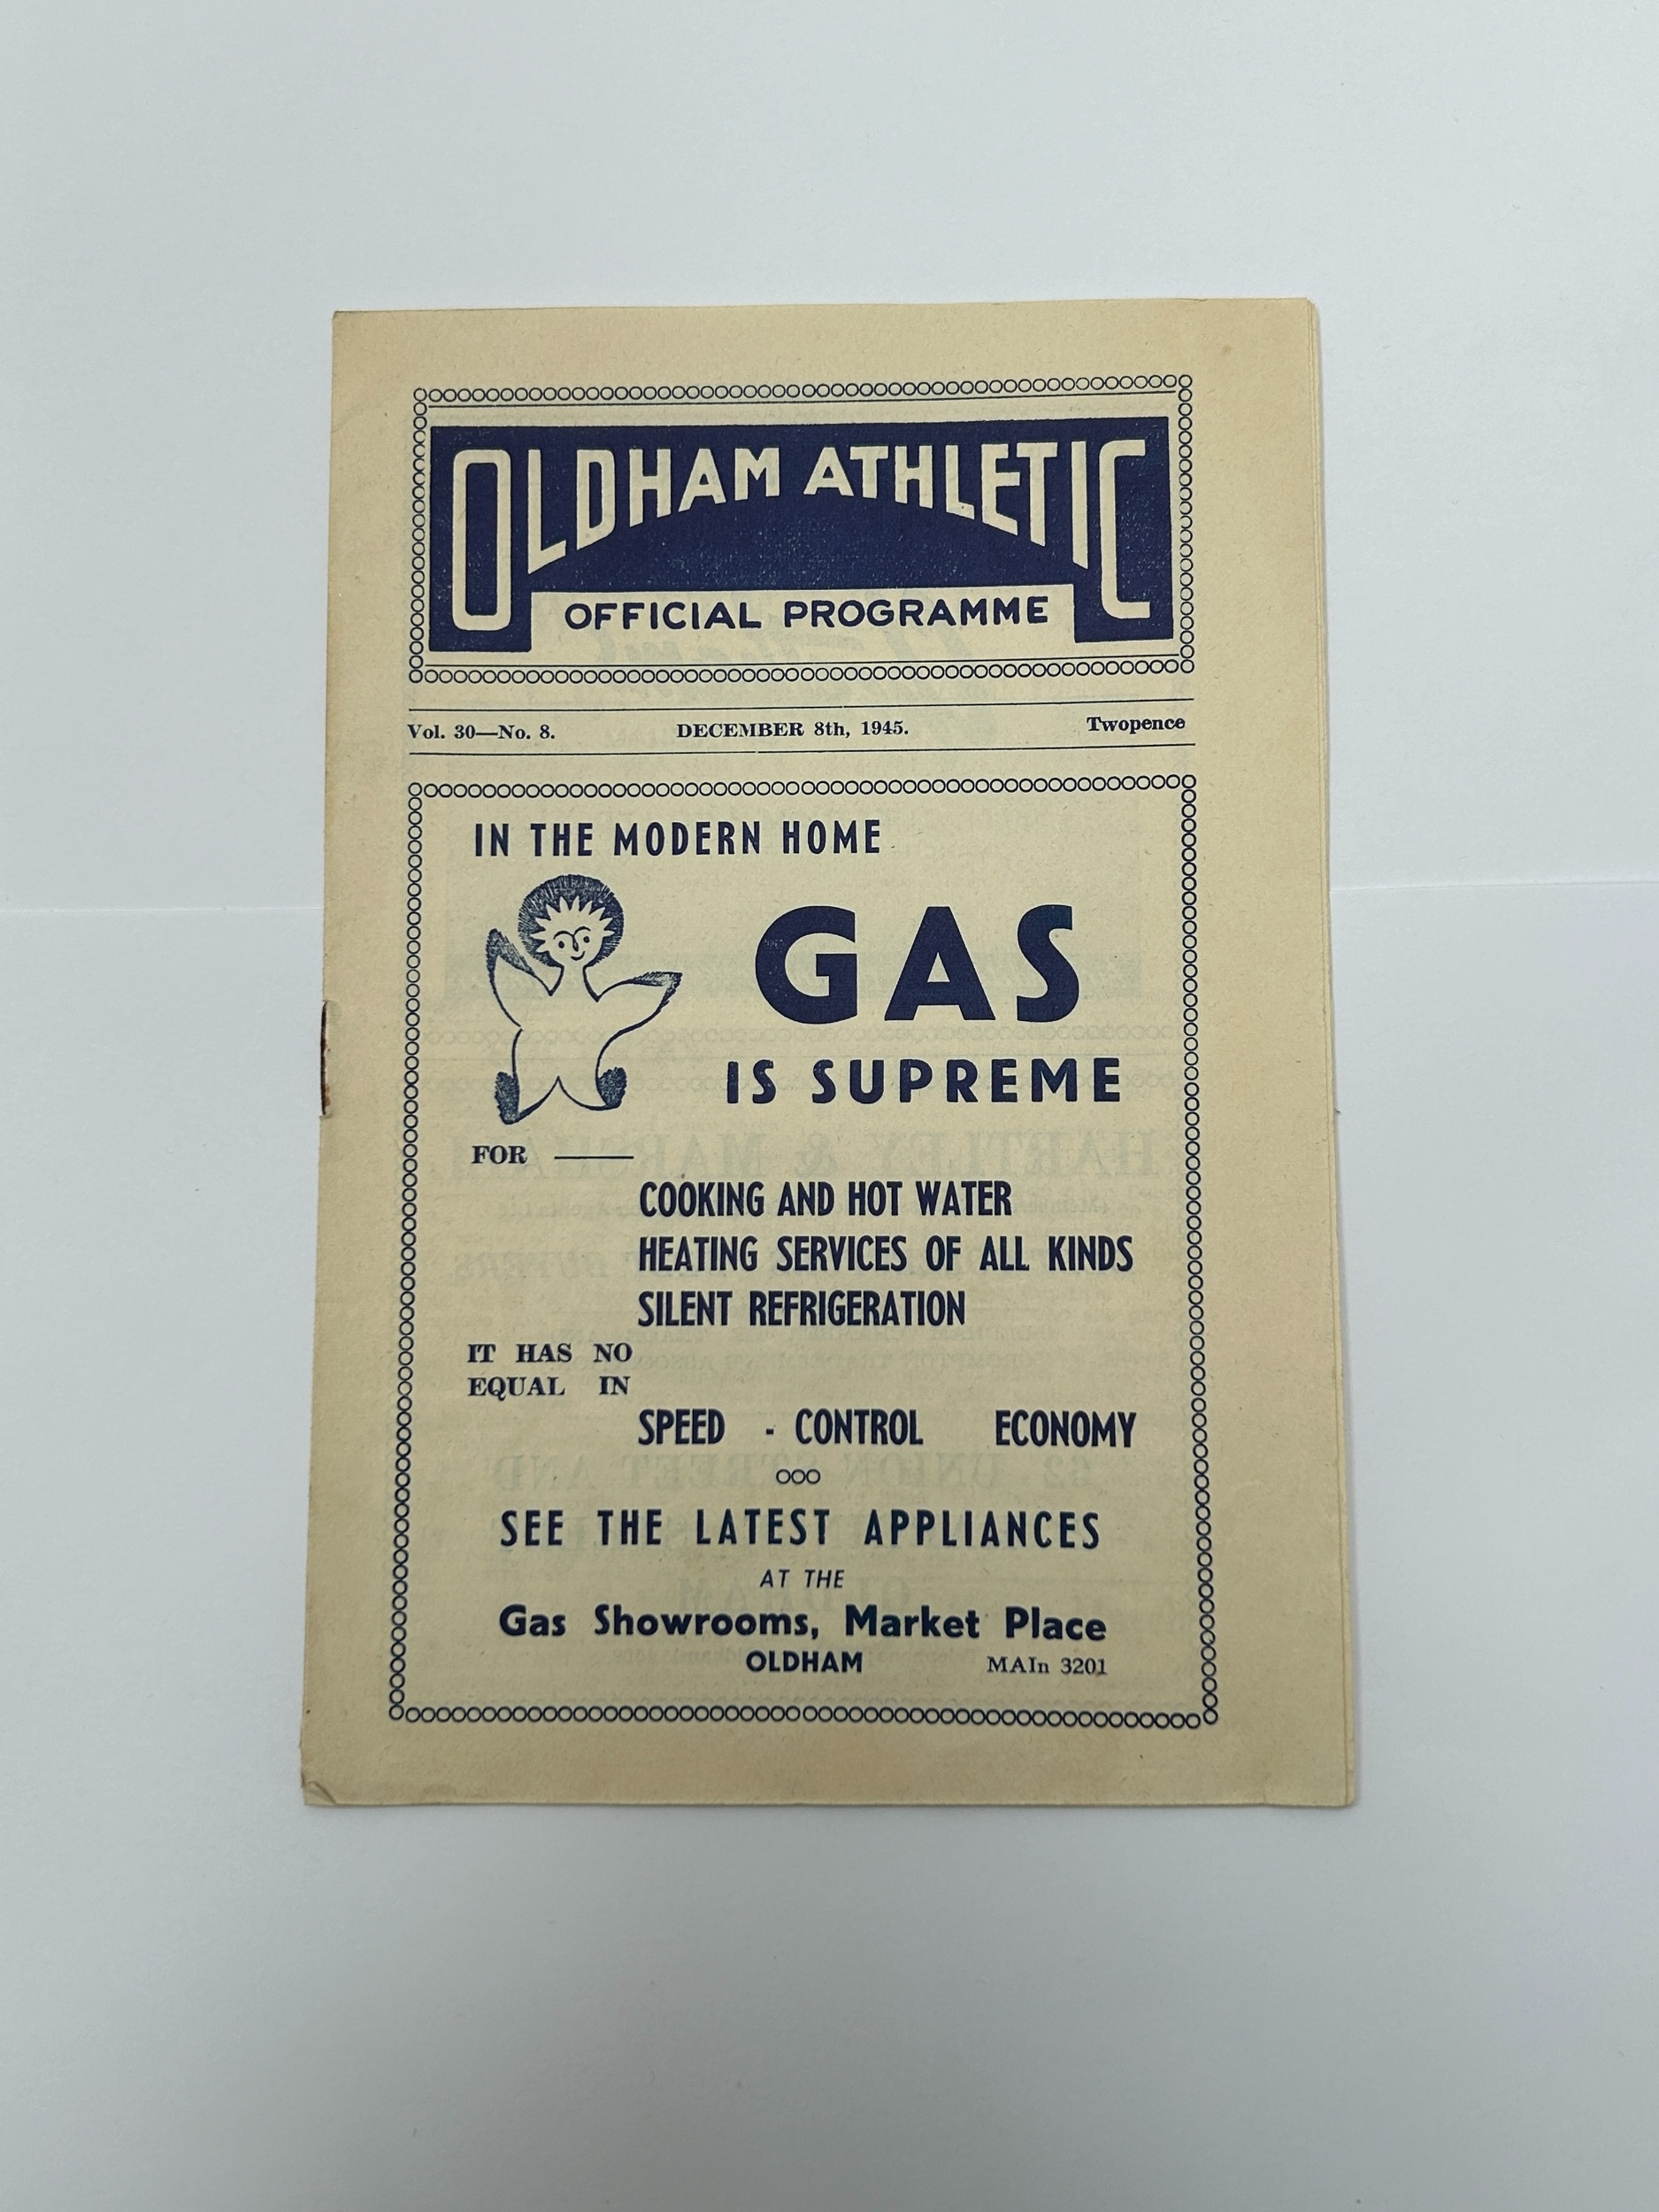 OLDHAM ATHLETIC
OFFICIAL PROGRAMME
Vol. 30—No. 8. DECEMBER 8th, 1945. Twopence
IN THE MODERN HOME
GAS
IS SUPREME
FOR ——
COOKING AND HOT WATER
HEATING SERVICES OF ALL KINDS
SILENT REFRIGERATION
IT HAS NO
EQUAL IN
SPEED - CONTROL ECONOMY
SEE THE LATEST APPLIANCES
AT THE
Gas Showrooms, Market Place
OLDHAM MAIn 3201